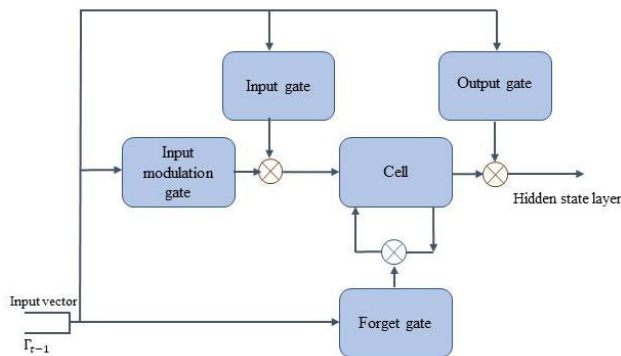 Input gate
Output gate
Input
modulation
gate
Cell
Hidden state layer
Input vector
Γt−1
Forget gate